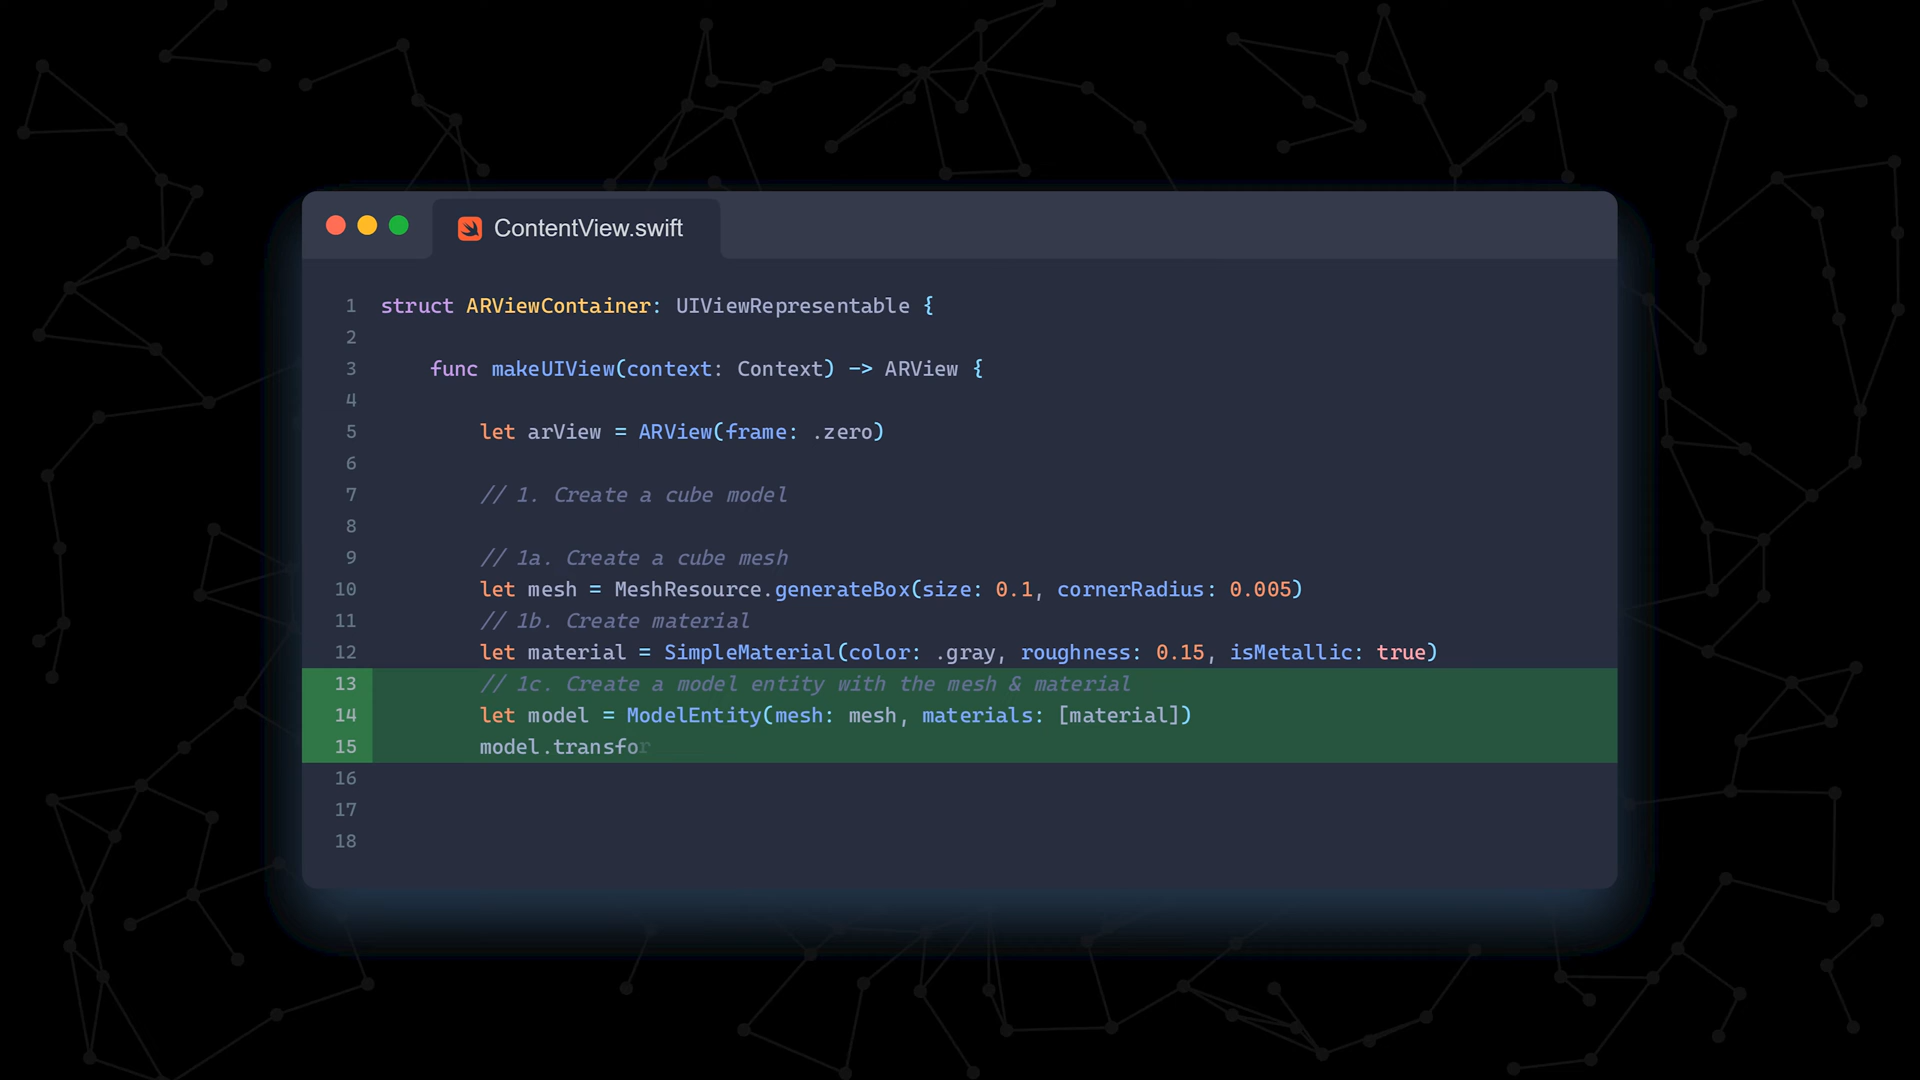 ContentView.swift
1 struct ARViewContainer: UIViewRepresentable {
2
3 func makeUIView(context: Context) -> ARView {
4
5 let arView = ARView(frame: .zero)
6
7 // 1. Create a cube model
8
9 // 1a. Create a cube mesh
10 let mesh = MeshResource.generateBox(size: 0.1, cornerRadius: 0.005)
11 // 1b. Create material
12 let material = SimpleMaterial(color: .gray, roughness: 0.15, isMetallic: true)
13 // 1c. Create a model entity with the mesh & material
14 let model = ModelEntity(mesh: mesh, materials: [material])
15 model.transfor
16
17
18